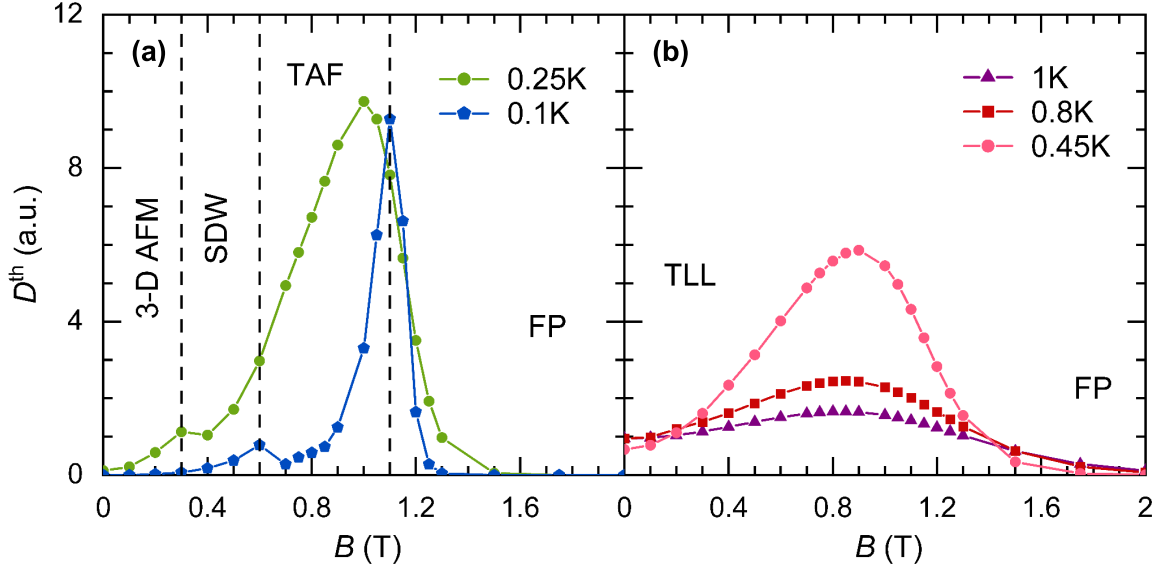 12
8
4
0
Dth (a.u.)
(a)
3-D AFM
SDW
TAF
FP
0.25K
0.1K
0 0.4 0.8 1.2 1.6
B (T)
(b)
TLL
FP
1K
0.8K
0.45K
0 0.4 0.8 1.2 1.6 2
B (T)